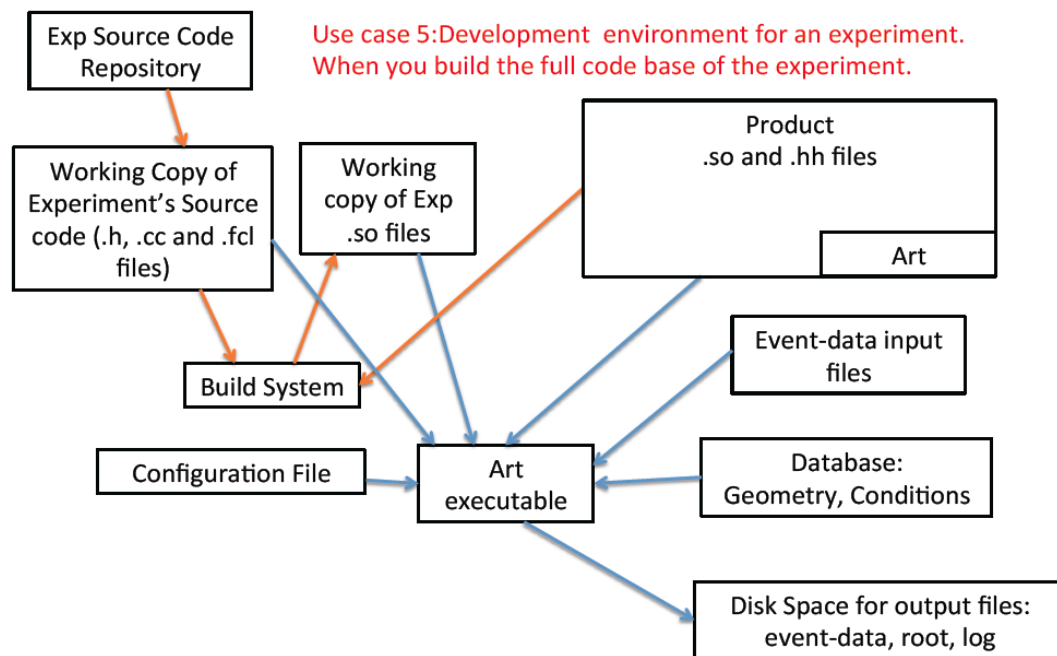 Exp Source Code
Repository
Use case 5:Development environment for an experiment.
When you build the full code base of the experiment.
Working Copy of
Experiment’s Source
code (.h, .cc and .fcl
files)
Working
copy of Exp
.so files
Product
.so and .hh files
Art
Build System
Event-data input
files
Configuration File
Art
executable
Database:
Geometry, Conditions
Disk Space for output files:
event-data, root, log